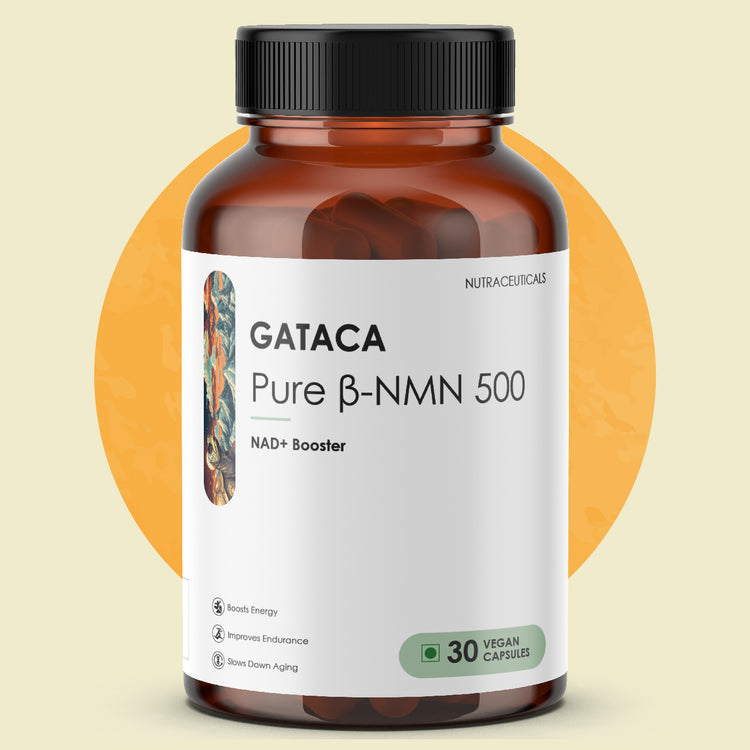 NUTRACEUTICALS
GATACA
Pure β-NMN 500
NAD+ Booster
Boosts Energy
Improves Endurance
Slows Down Aging
30 VEGAN
CAPSULES